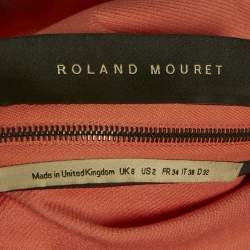 ROLAND MOURET
Made in United Kingdom UK 6 US 2 FR 34 IT 38 D 32